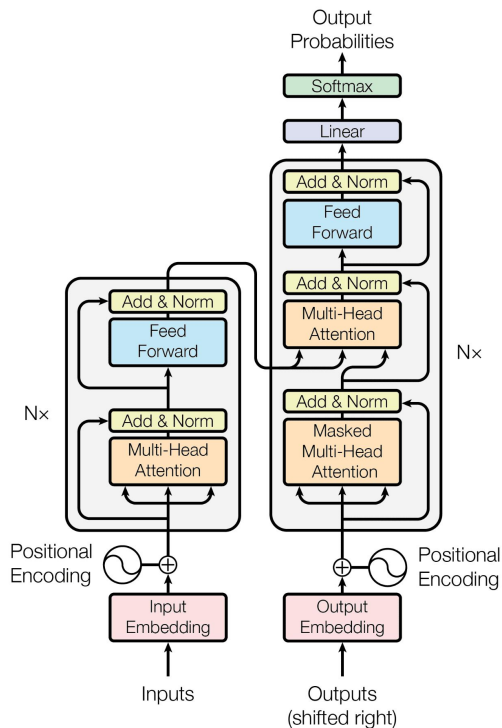 Output
Probabilities
Softmax
Linear
Add & Norm
Feed
Forward
Add & Norm
Multi-Head
Attention
Add & Norm
Masked
Multi-Head
Attention
Nx
Add & Norm
Feed
Forward
Add & Norm
Multi-Head
Attention
Nx
Positional
Encoding
Positional
Encoding
Input
Embedding
Output
Embedding
Inputs
Outputs
(shifted right)